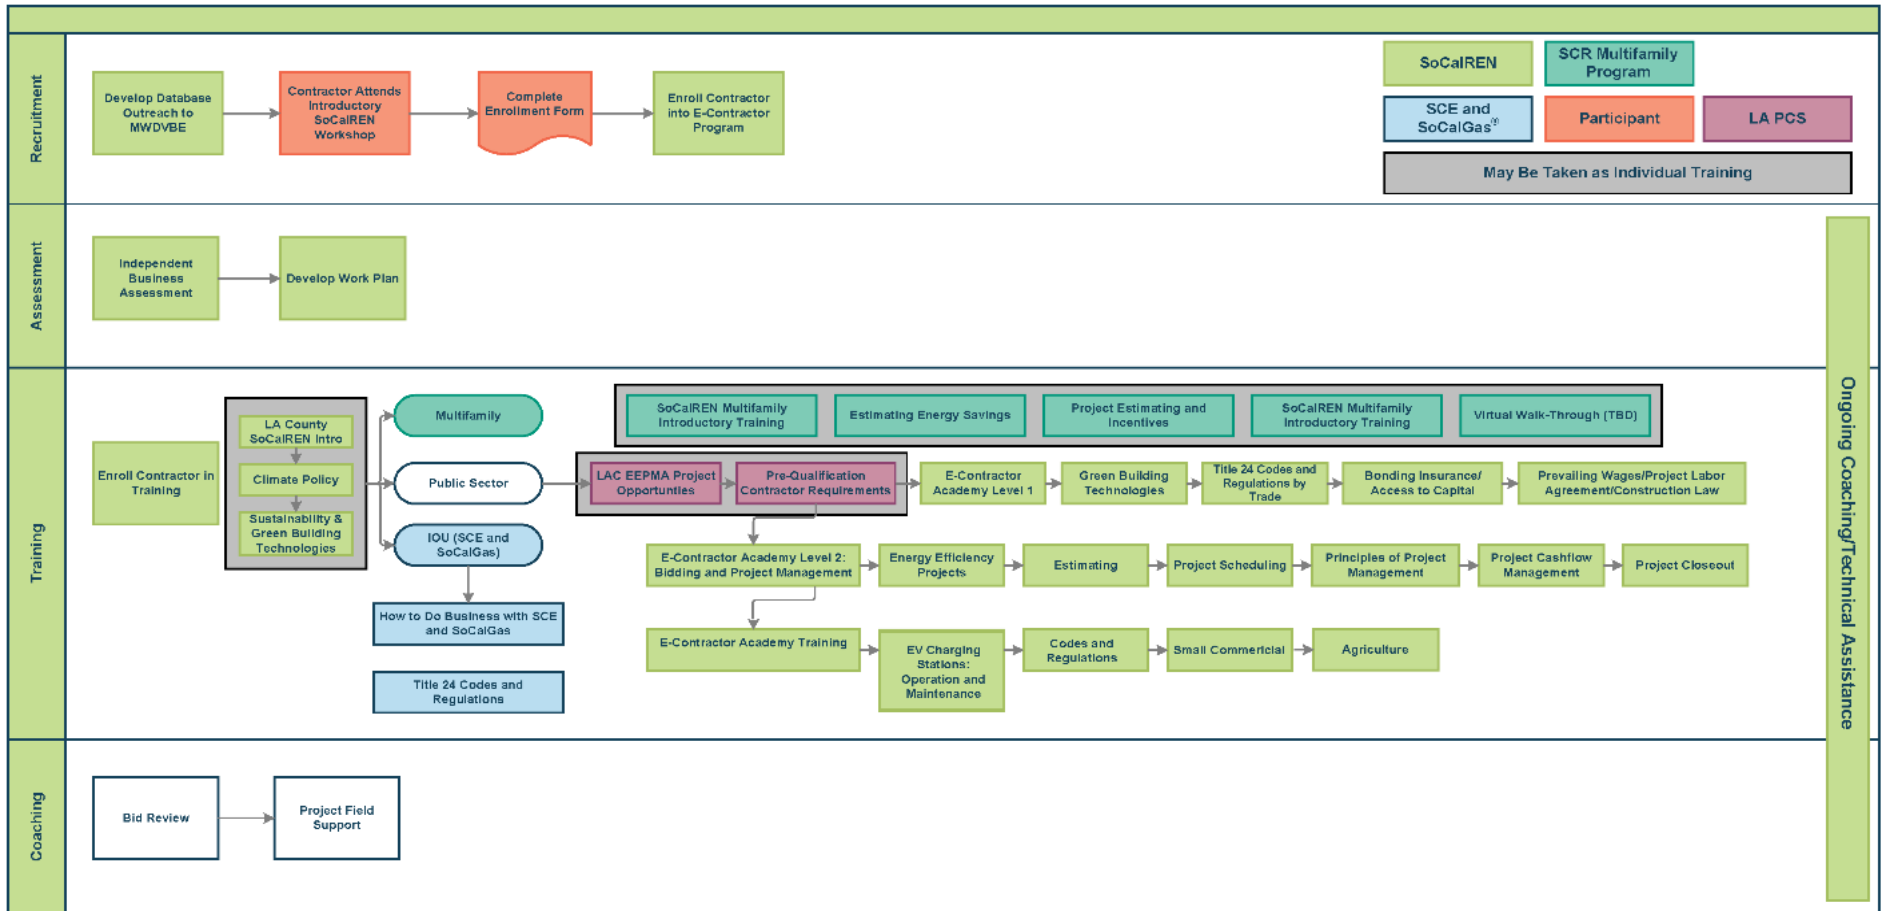 Recruitment
Develop Database
Outreach to
MWDVBE
Contractor Attends
Introductory
SoCalREN
Workshop
Complete
Enrollment Form
Enroll Contractor
into E-Contractor
Program
SoCalREN
SCR Multifamily
Program
SCE and
SoCalGas®
Participant
LA PCS
May Be Taken as Individual Training
Assessment
Independent
Business
Assessment
Develop Work Plan
Ongoing Coaching/Technical Assistance
Training
Enroll Contractor in
Training
LA County
SoCalREN Intro
Climate Policy
Sustainability &
Green Building
Technologies
Multifamily
Public Sector
IOU (SCE and
SoCalGas)
How to Do Business with SCE
and SoCalGas
Title 24 Codes and
Regulations
SoCalREN Multifamily
Introductory Training
Estimating Energy Savings
Project Estimating and
Incentives
SoCalREN Multifamily
Introductory Training
Virtual Walk-Through (TBD)
LAC EEPMA Project
Opportunties
Pre-Qualification
Contractor Requirements
E-Contractor
Academy Level 1
Green Building
Technologies
Title 24 Codes and
Regulations by
Trade
Bonding Insurance/
Access to Capital
Prevailing Wages/Project Labor
Agreement/Construction Law
E-Contractor Academy Level 2:
Bidding and Project Management
Energy Efficiency
Projects
Estimating
Project Scheduling
Principles of Project
Management
Project Cashflow
Management
Project Closeout
E-Contractor Academy Training
EV Charging
Stations:
Operation and
Maintenance
Codes and
Regulations
Small Commericial
Agriculture
Coaching
Bid Review
Project Field
Support